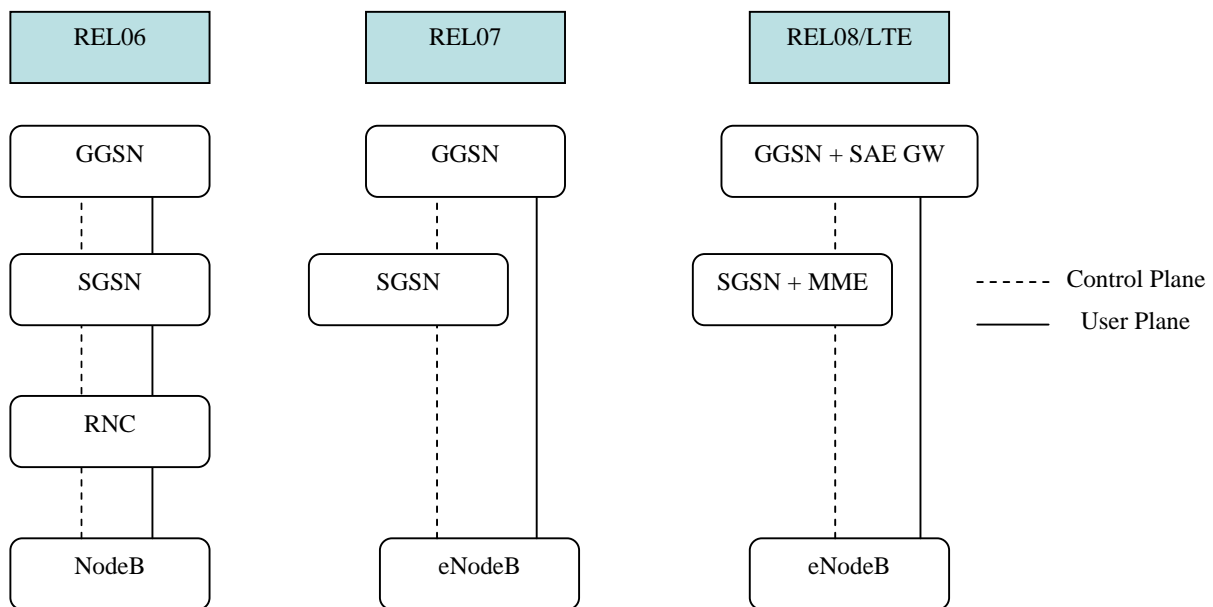 REL06
REL07
REL08/LTE
GGSN
GGSN
GGSN + SAE GW
SGSN
SGSN
SGSN + MME
Control Plane
User Plane
RNC
NodeB
eNodeB
eNodeB